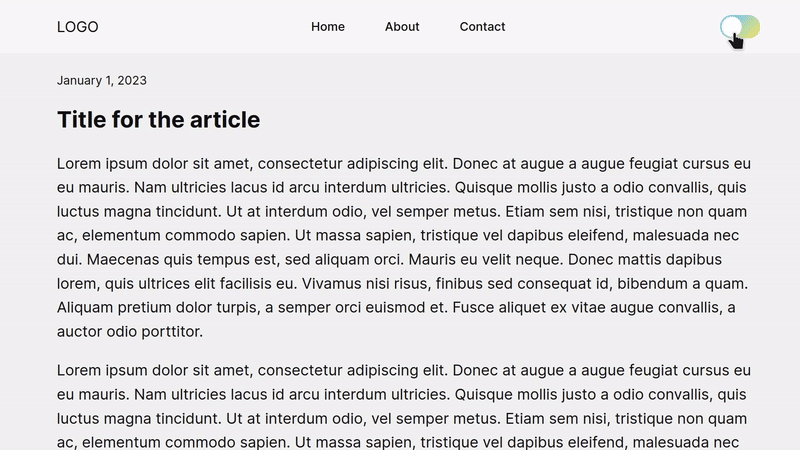 LOGO
Home
About
Contact
January 1, 2023
Title for the article
Lorem ipsum dolor sit amet, consectetur adipiscing elit. Donec at augue a augue feugiat cursus eu
eu mauris. Nam ultricies lacus id arcu interdum ultricies. Quisque mollis justo a odio convallis, quis
luctus magna tincidunt. Ut at interdum odio, vel semper metus. Etiam sem nisi, tristique non quam
ac, elementum commodo sapien. Ut massa sapien, tristique vel dapibus eleifend, malesuada nec
dui. Maecenas quis tempus est, sed aliquam orci. Mauris eu velit neque. Donec mattis dapibus
lorem, quis ultrices elit facilisis eu. Vivamus nisi risus, finibus sed consequat id, bibendum a quam.
Aliquam pretium dolor turpis, a semper orci euismod et. Fusce aliquet ex vitae augue convallis, a
auctor odio porttitor.
Lorem ipsum dolor sit amet, consectetur adipiscing elit. Donec at augue a augue feugiat cursus eu
eu mauris. Nam ultricies lacus id arcu interdum ultricies. Quisque mollis justo a odio convallis, quis
luctus magna tincidunt. Ut at interdum odio, vel semper metus. Etiam sem nisi, tristique non quam
ac, elementum commodo sapien. Ut massa sapien, tristique vel dapibus eleifend, malesuada nec